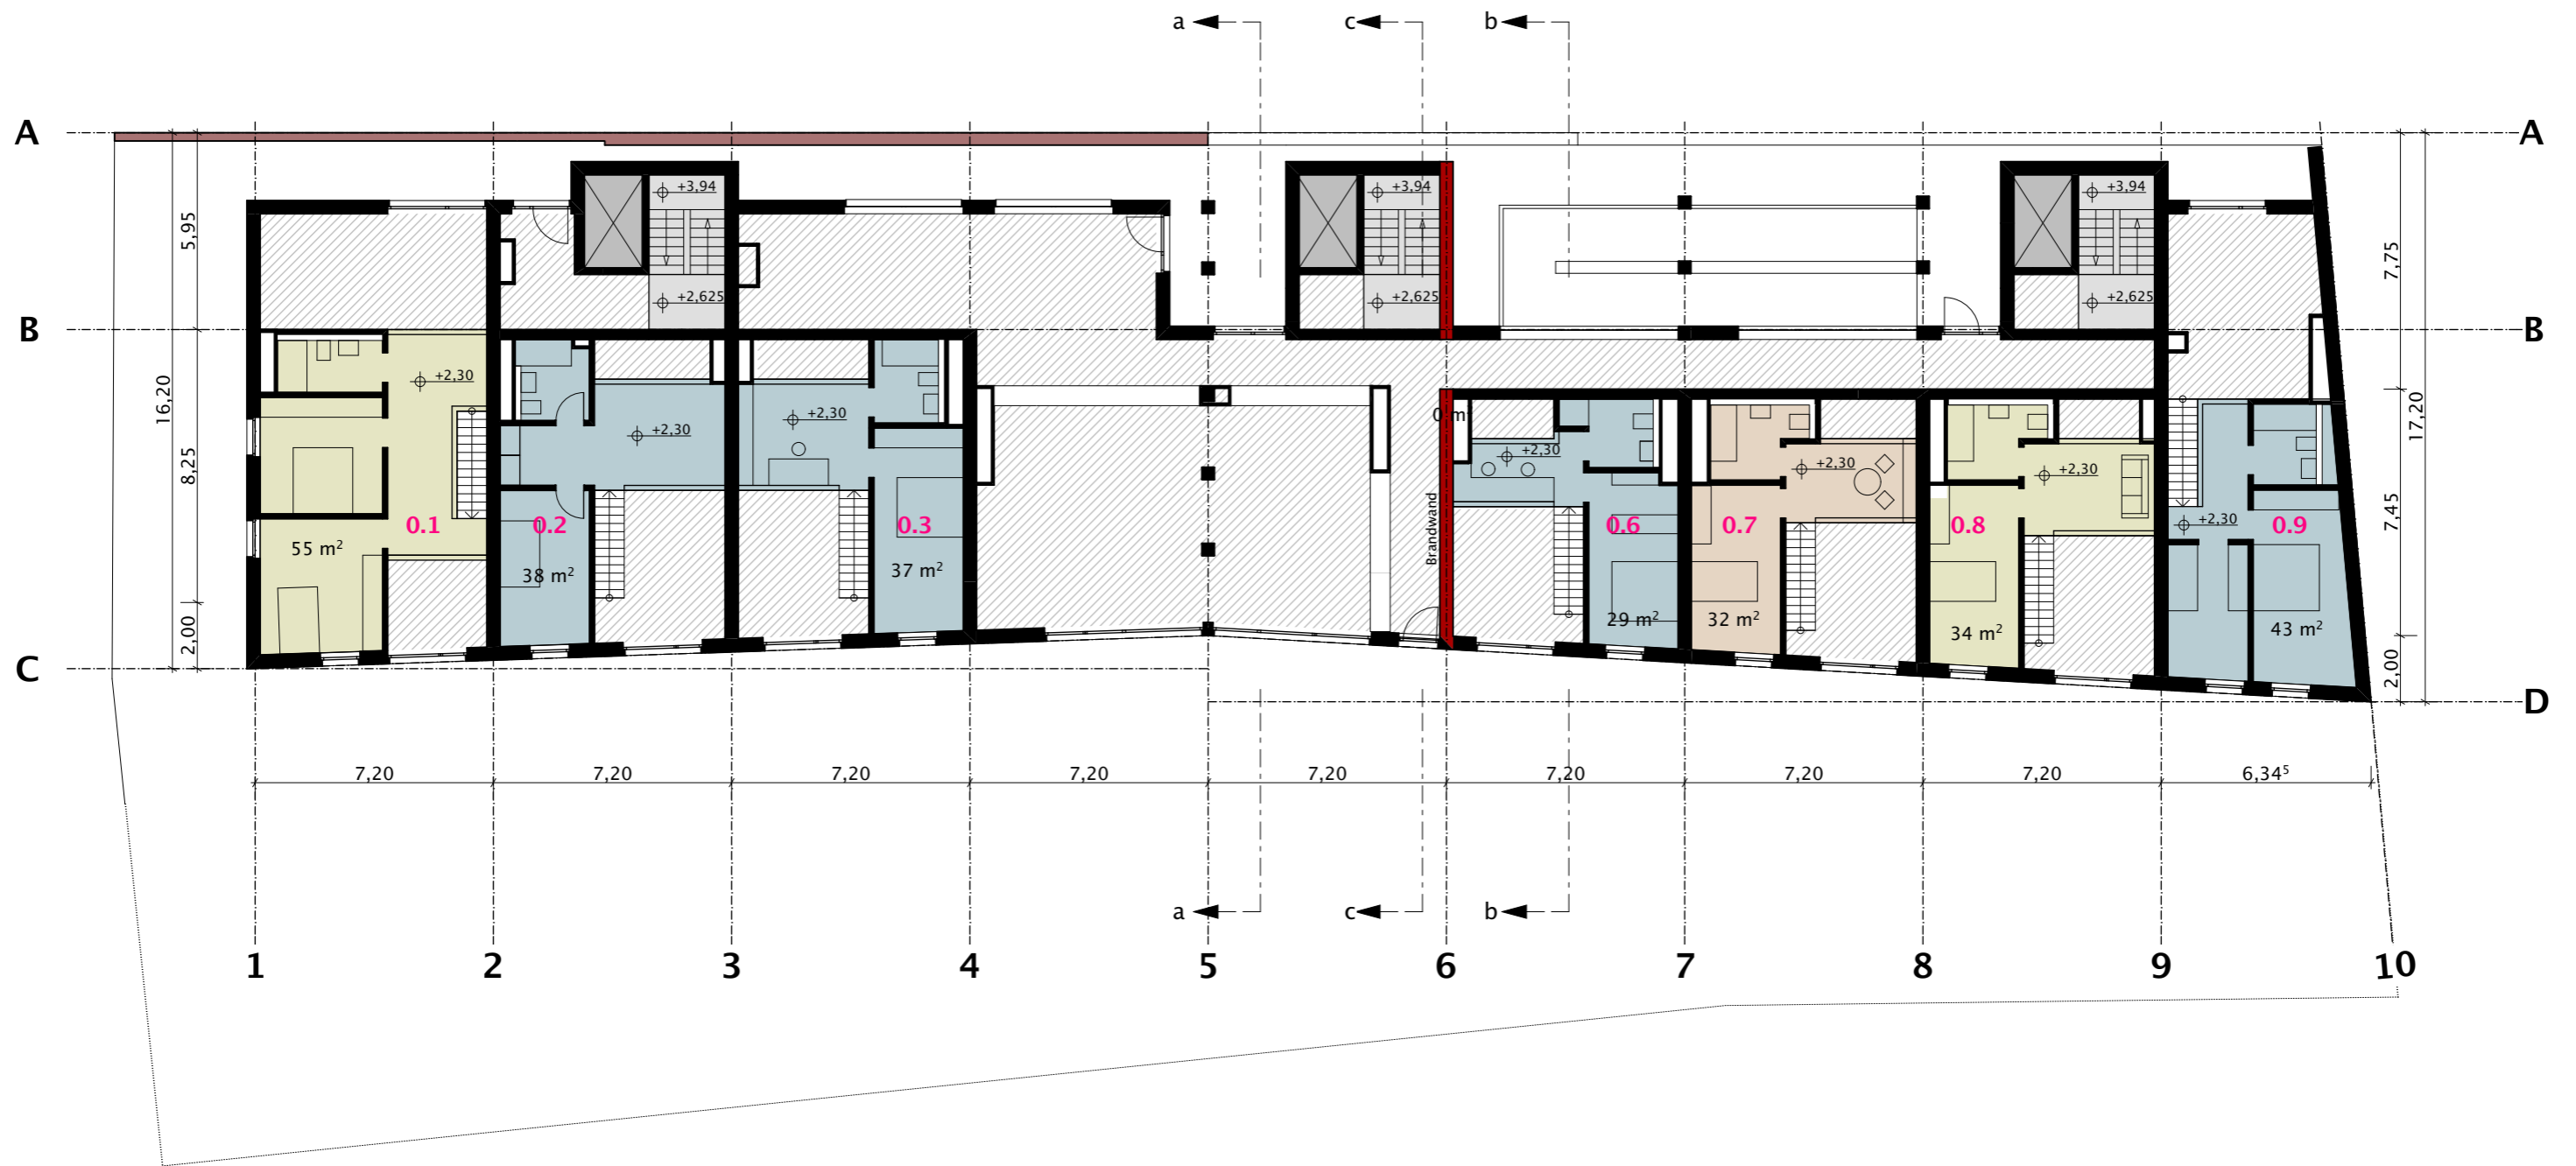 a c b
A A
+3,94 +3,94 +3,94
5,95 7,75
+2,625 +2,625 +2,625
B B
+2,30
16,20 17,20
+2,30
0 m²
+2,30
+2,30
+2,30
+2,30
8,25 7,45
Brandwand
+2,30
0.1 0.2 0.3 0.6 0.7 0.8 0.9
55 m²
38 m² 37 m²
29 m² 32 m² 34 m² 43 m²
2,00 2,00
C D
7,20 7,20 7,20 7,20 7,20 7,20 7,20 7,20 6,34⁵
a c b
1 2 3 4 5 6 7 8 9 10